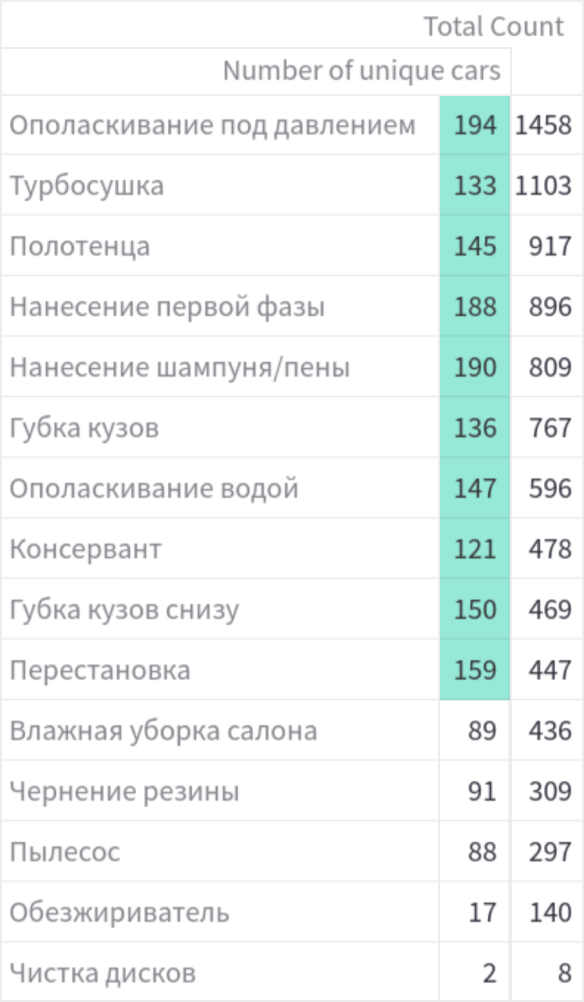 Total Count
Number of unique cars
Ополаскивание под давлением 194 1458
Турбосушка 133 1103
Полотенца 145 917
Нанесение первой фазы 188 896
Нанесение шампуня/пены 190 809
Губка кузов 136 767
Ополаскивание водой 147 596
Консервант 121 478
Губка кузов снизу 150 469
Перестановка 159 447
Влажная уборка салона 89 436
Чернение резины 91 309
Пылесос 88 297
Обезжириватель 17 140
Чистка дисков 2 8